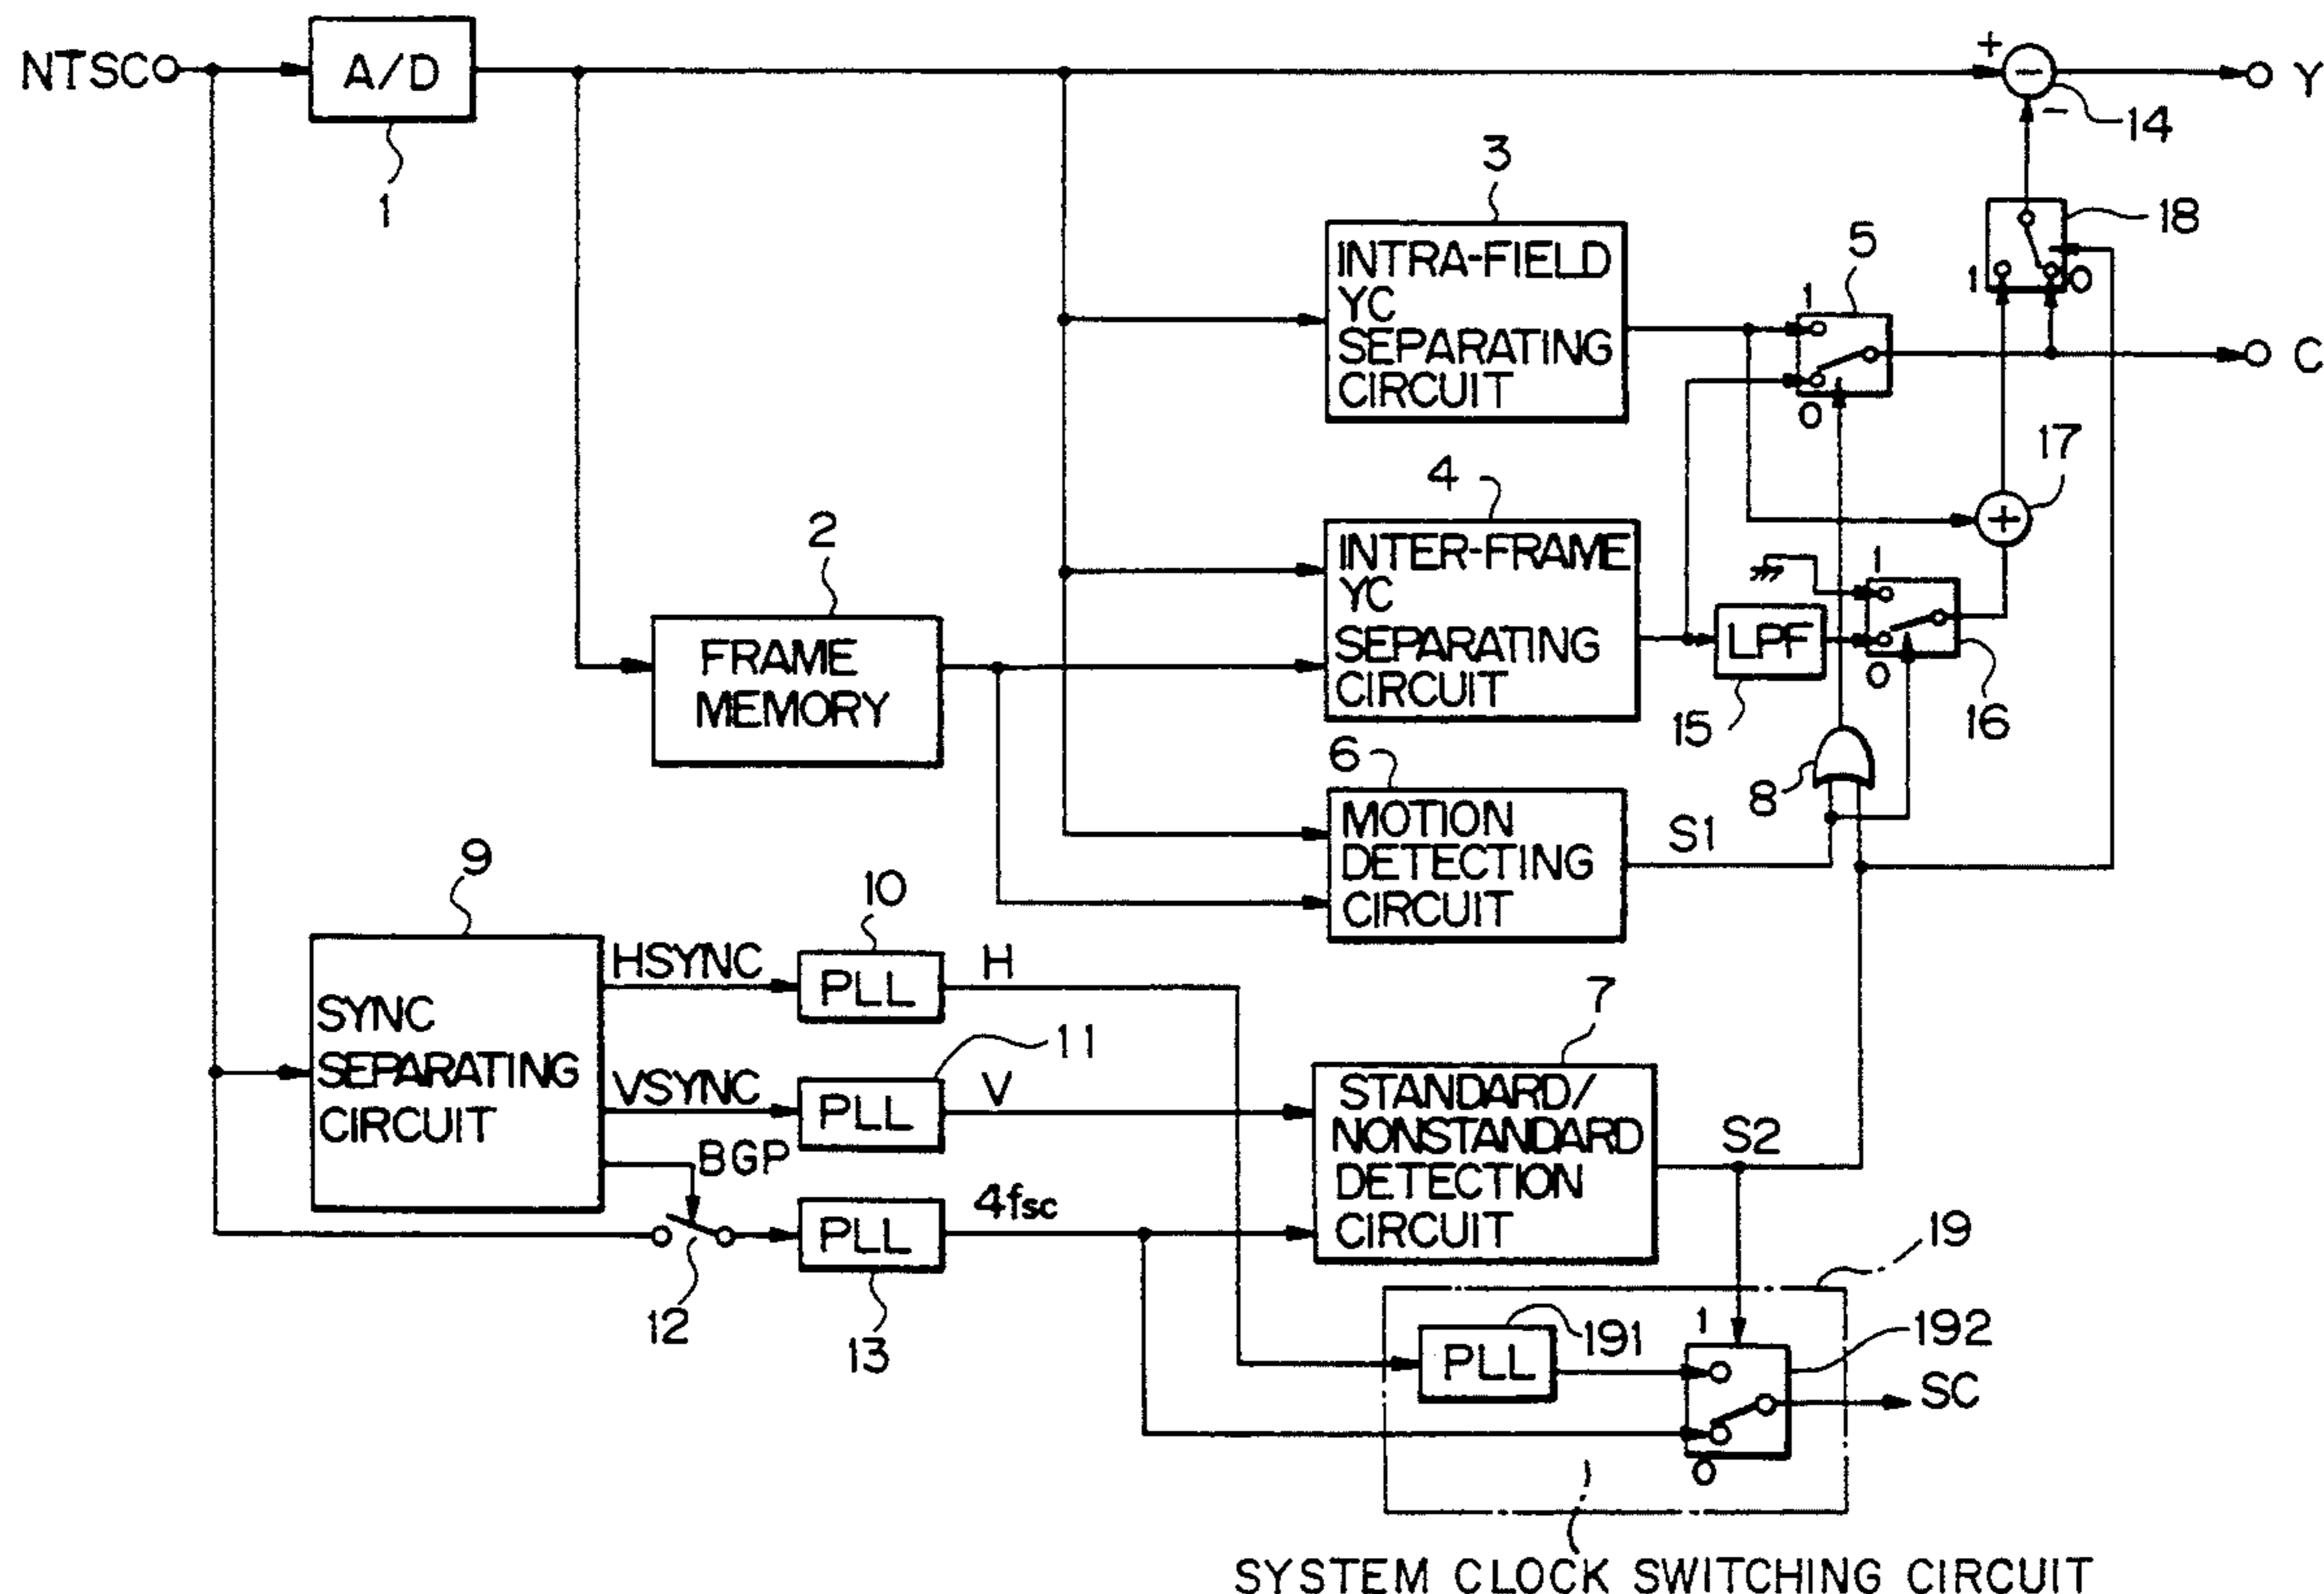 NTSC
A/D
1
+
−
−
14
Y
3
INTRA-FIELD
YC
SEPARATING
CIRCUIT
1
5
0
18
1
0
C
2
FRAME
MEMORY
4
INTER-FRAME
YC
SEPARATING
CIRCUIT
17
+
1
LPF
0
15
16
6
MOTION
DETECTING
CIRCUIT
S1
8
9
SYNC
SEPARATING
CIRCUIT
HSYNC
10
PLL
H
VSYNC
11
PLL
V
BGP
12
PLL
13
4fsc
7
STANDARD/
NONSTANDARD
DETECTION
CIRCUIT
S2
19
PLL
191
1
192
0
SC
SYSTEM CLOCK SWITCHING CIRCUIT